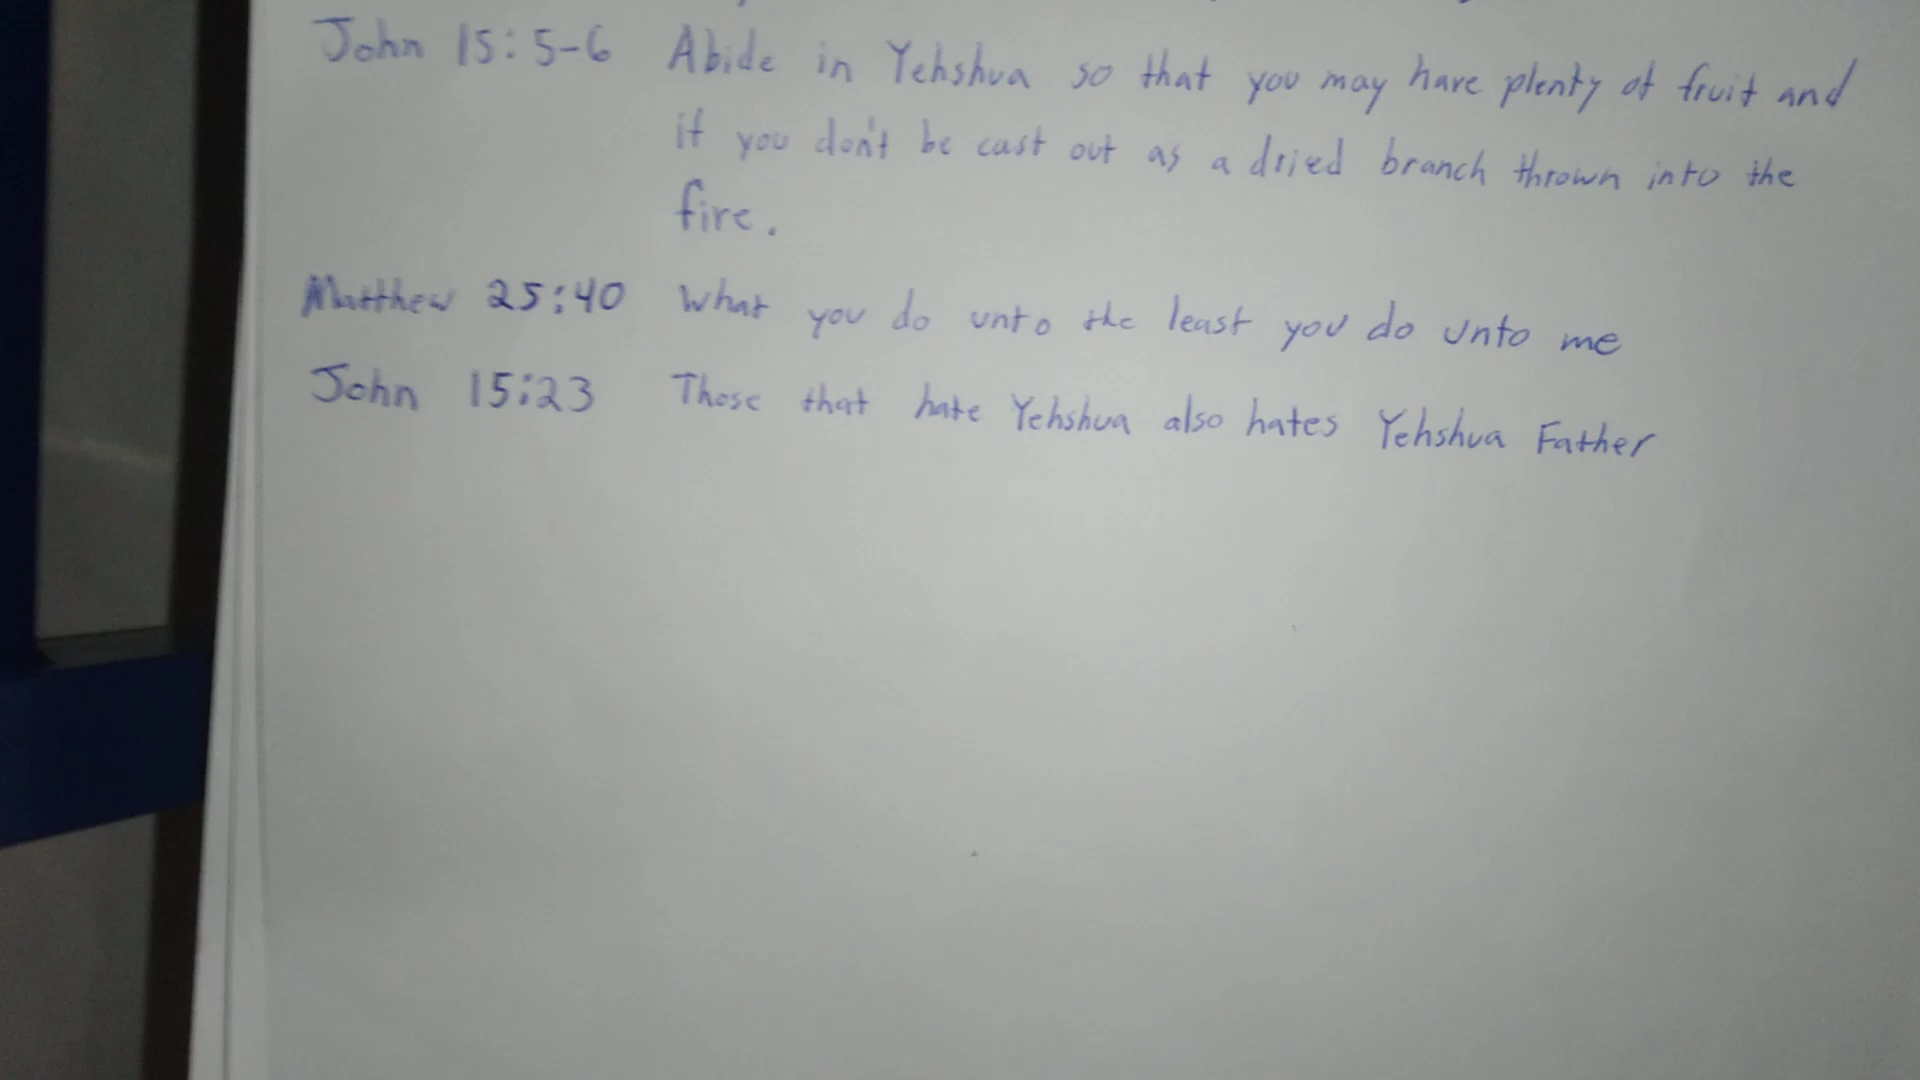 John 15:5-6 Abide in Yehshua so that you may have plenty of fruit and
if you don't be cast out as a dried branch thrown into the
fire.
Matthew 25:40 What you do unto the least you do unto me
John 15:23 Those that hate Yehshua also hates Yehshua Father